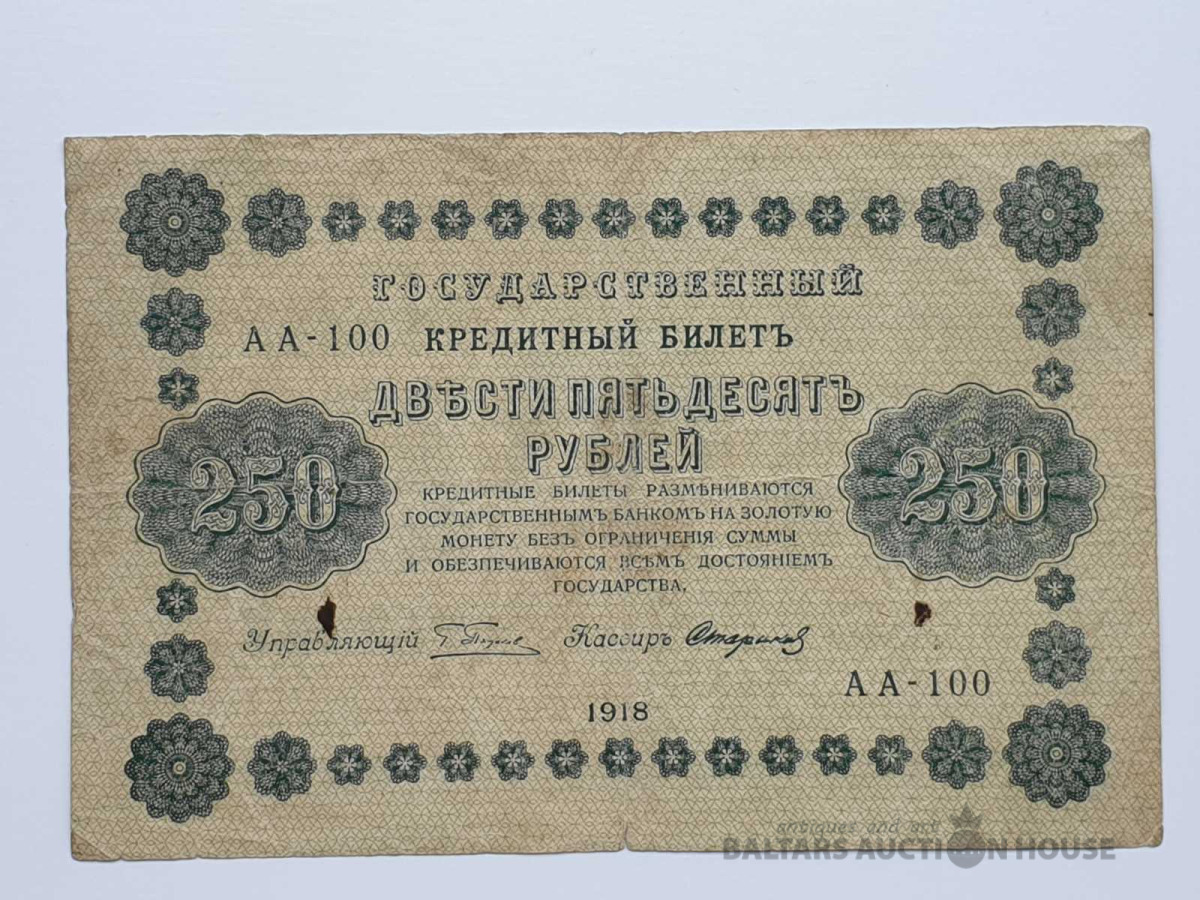 ГОСУДАРСТВЕННЫЙ
АА-100 КРЕДИТНЫЙ БИЛЕТЪ
ДВѢСТИ ПЯТЬДЕСЯТЪ
РУБЛЕЙ
250 250
КРЕДИТНЫЕ БИЛЕТЫ РАЗМѢНИВАЮТСЯ
ГОСУДАРСТВЕННЫМЪ БАНКОМЪ НА ЗОЛОТУЮ
МОНЕТУ БЕЗЪ ОГРАНИЧЕНІЯ СУММЫ
И ОБЕЗПЕЧИВАЮТСЯ ВСѢМЪ ДОСТОЯНІЕМЪ
ГОСУДАРСТВА.
Управляющій Кассиръ Стариков
АА-100
1918
antiques and art
BALTARS AUCTION HOUSE